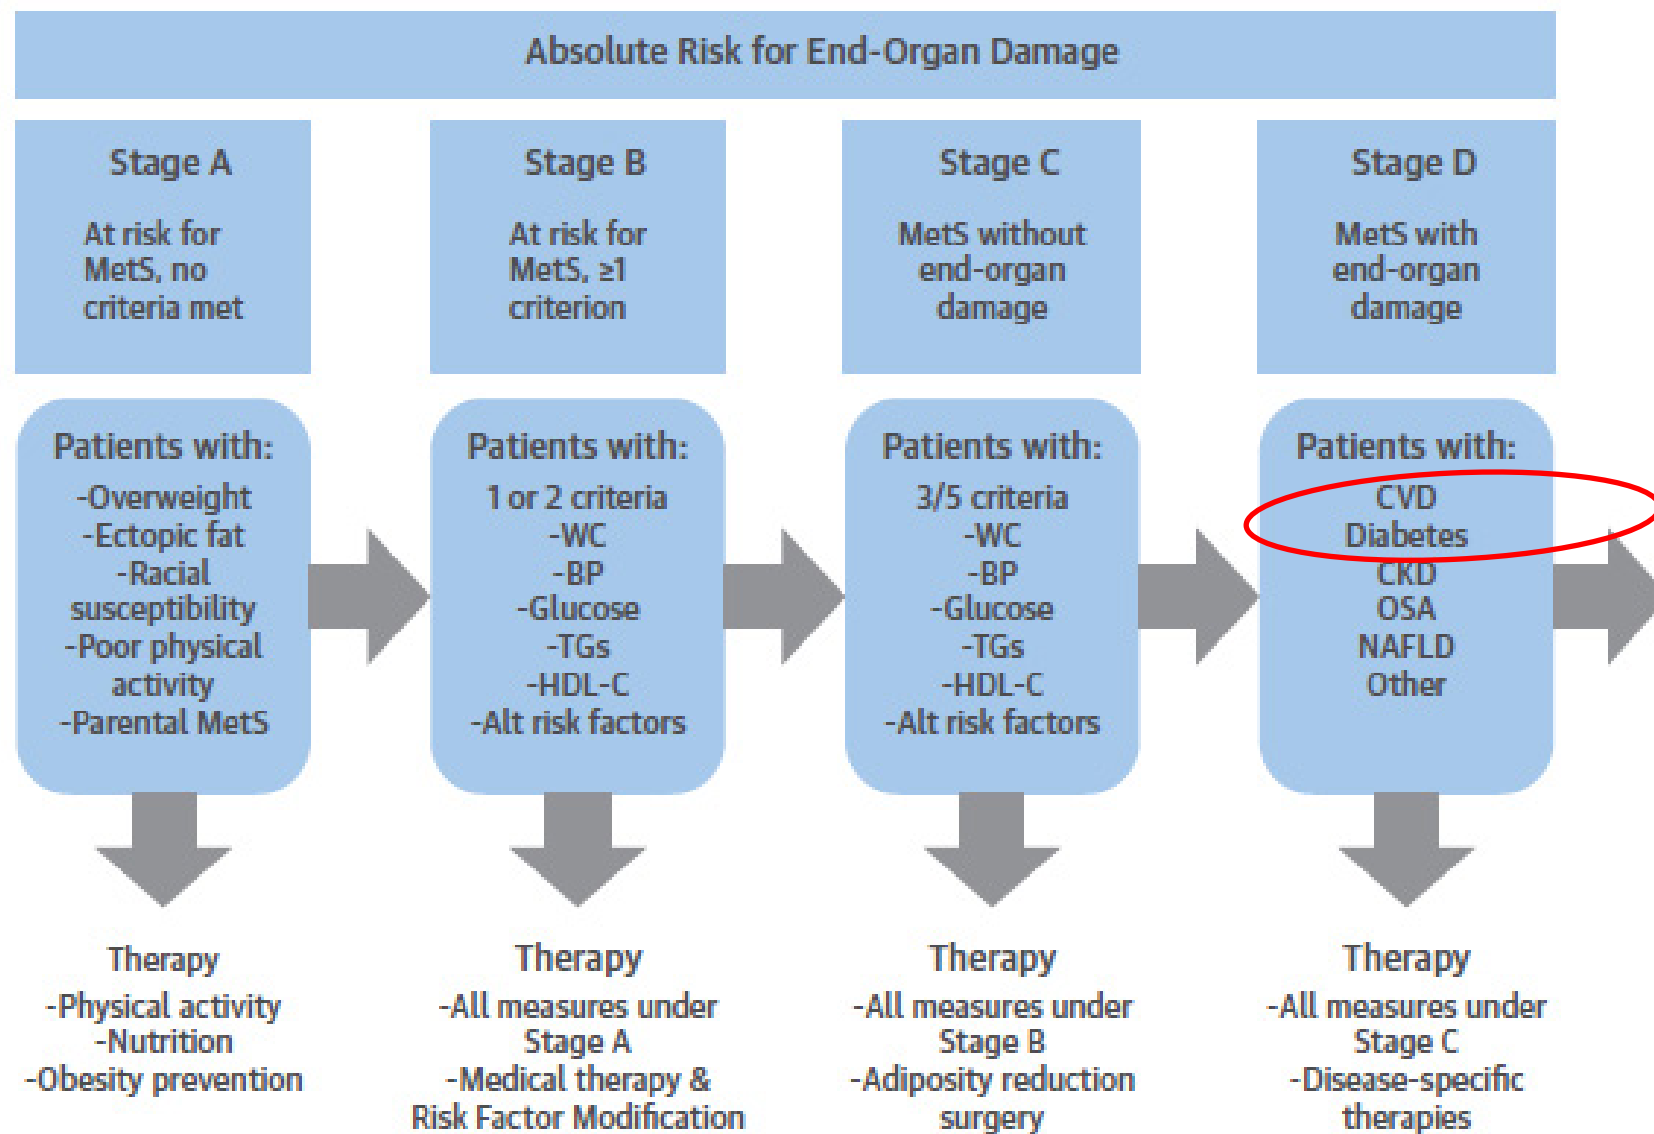 Absolute Risk for End-Organ Damage
Stage A
At risk for
MetS, no
criteria met
Stage B
At risk for
MetS, ≥1
criterion
Stage C
MetS without
end-organ
damage
Stage D
MetS with
end-organ
damage
Patients with:
-Overweight
-Ectopic fat
-Racial
susceptibility
-Poor physical
activity
-Parental MetS
Patients with:
1 or 2 criteria
-WC
-BP
-Glucose
-TGs
-HDL-C
-Alt risk factors
Patients with:
3/5 criteria
-WC
-BP
-Glucose
-TGs
-HDL-C
-Alt risk factors
Patients with:
CVD
Diabetes
CKD
OSA
NAFLD
Other
Therapy
-Physical activity
-Nutrition
-Obesity prevention
Therapy
-All measures under
Stage A
-Medical therapy &
Risk Factor Modification
Therapy
-All measures under
Stage B
-Adiposity reduction
surgery
Therapy
-All measures under
Stage C
-Disease-specific
therapies